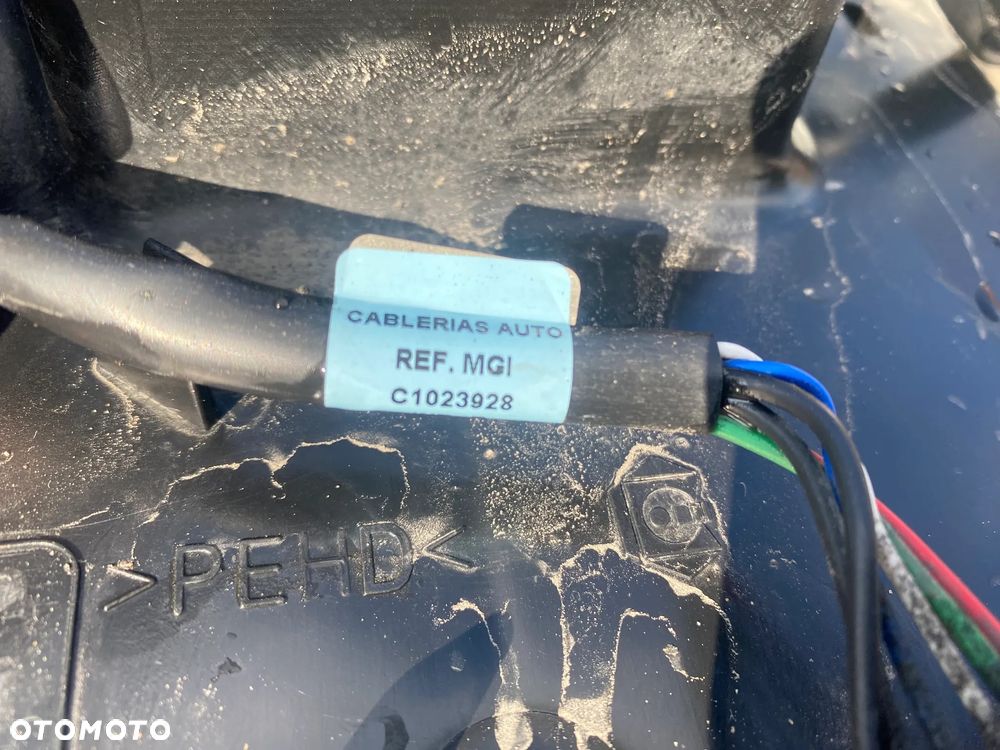 CABLERIAS AUTO
REF. MGI
C1023928
>PEHD<
OTOMOTO